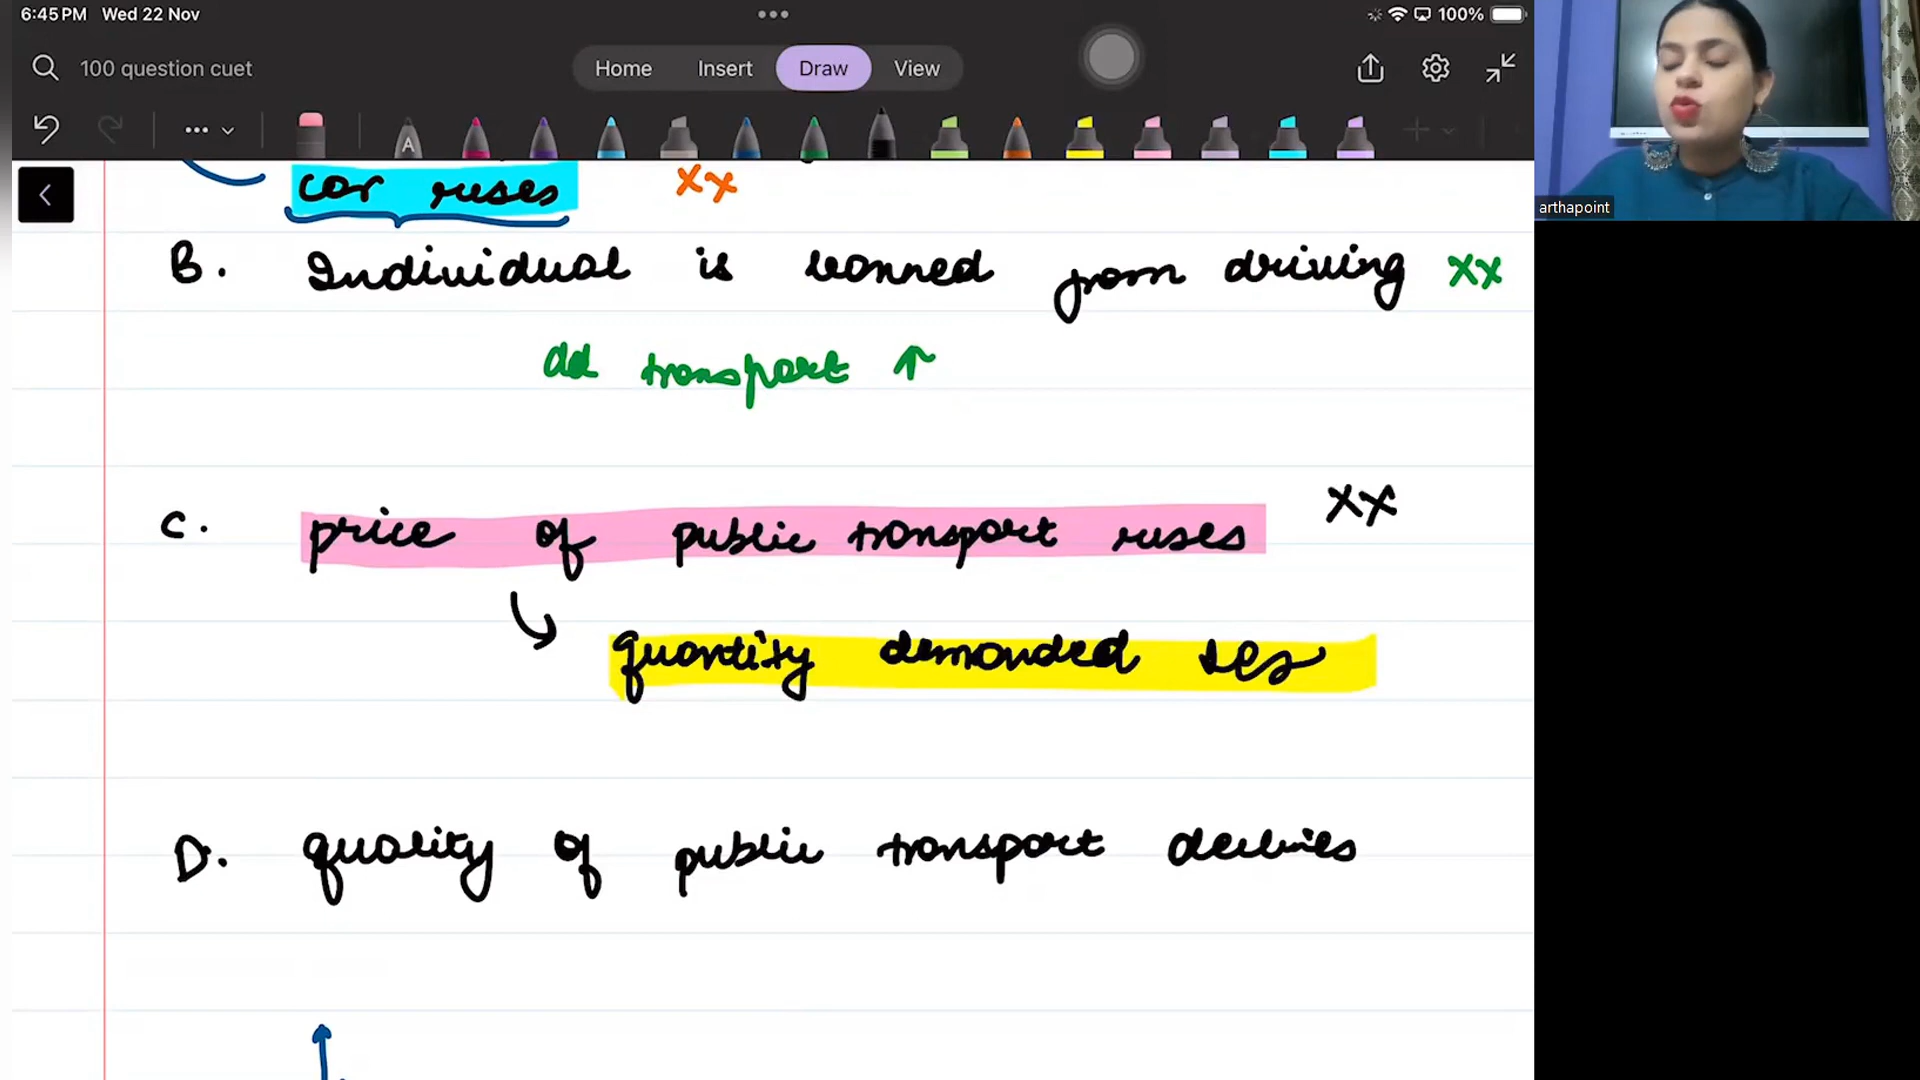 6:45 PM Wed 22 Nov
100%
100 question cuet
Home Insert Draw View
A
arthapoint
car rises xx
B. Individual is banned from driving xx
dd transport ↑
C. price of public transport rises xx
quantity demanded ↓es
D. quality of public transport declines